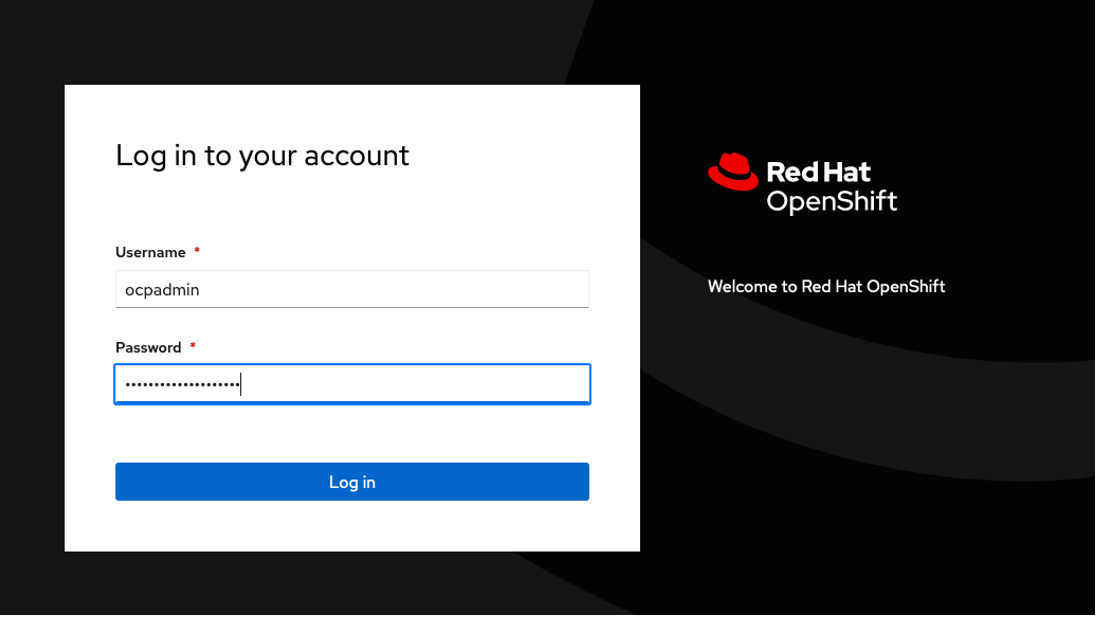 Log in to your account
Username *
ocpadmin
Password *
••••••••••••••••••••
Log in
Red Hat
OpenShift
Welcome to Red Hat OpenShift